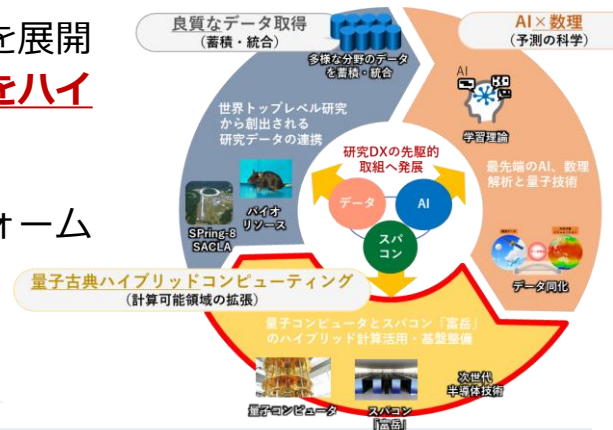 を展開
をハイ
ォーム
良質なデータ取得
(蓄積・統合)
多様な分野のデータ
を蓄積・統合
世界トップレベル研究
から創出される
研究データの連携
SPring-8
SACLA
バイオ
リソース
AI×数理
(予測の科学)
AI
学習理論
最先端のAI、数理
解析と量子技術
データ同化
研究DXの先駆的
取組へ発展
データ
AI
スパ
コン
量子古典ハイブリッドコンピューティング
(計算可能領域の拡張)
量子コンピュータとスパコン「富岳」
のハイブリッド計算活用・基盤整備
量子コンピュータ
スパコン
「富岳」
次世代
半導体技術